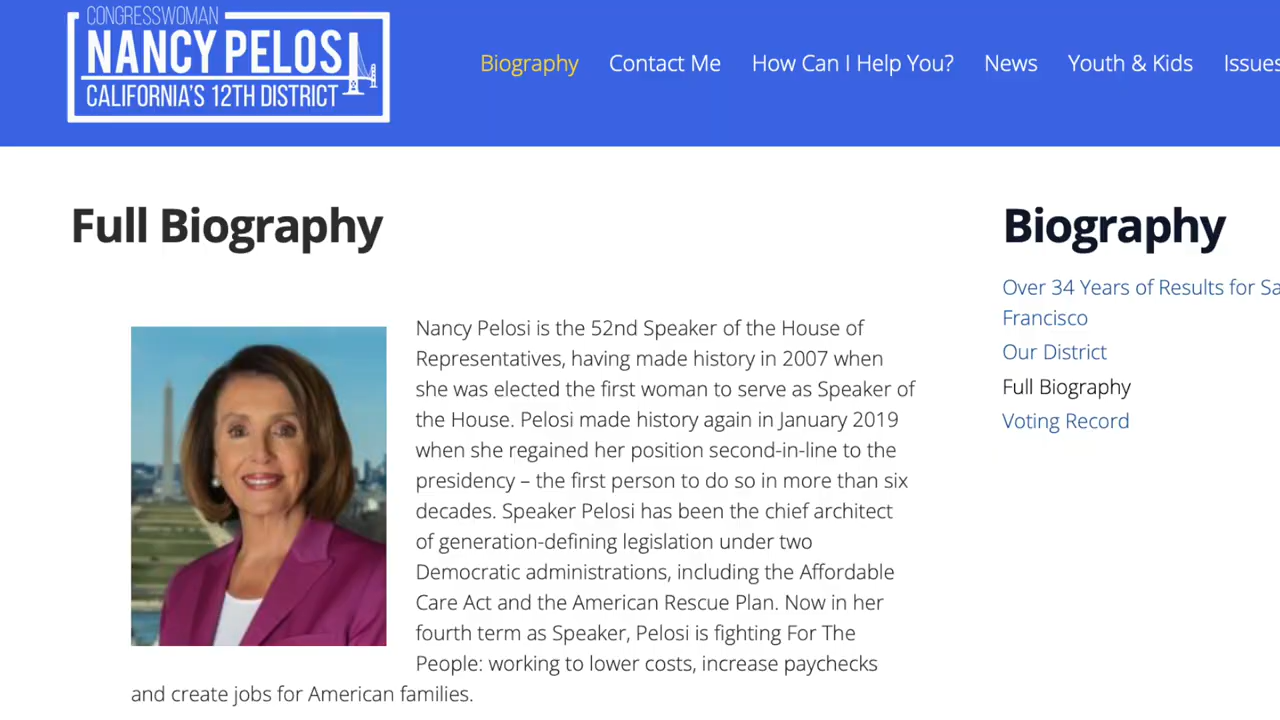 CONGRESSWOMAN
NANCY PELOSI
CALIFORNIA'S 12TH DISTRICT
Biography
Contact Me
How Can I Help You?
News
Youth & Kids
Issues
Full Biography
Nancy Pelosi is the 52nd Speaker of the House of
Representatives, having made history in 2007 when
she was elected the first woman to serve as Speaker of
the House. Pelosi made history again in January 2019
when she regained her position second-in-line to the
presidency – the first person to do so in more than six
decades. Speaker Pelosi has been the chief architect
of generation-defining legislation under two
Democratic administrations, including the Affordable
Care Act and the American Rescue Plan. Now in her
fourth term as Speaker, Pelosi is fighting For The
People: working to lower costs, increase paychecks
and create jobs for American families.
Biography
Over 34 Years of Results for Sa
Francisco
Our District
Full Biography
Voting Record